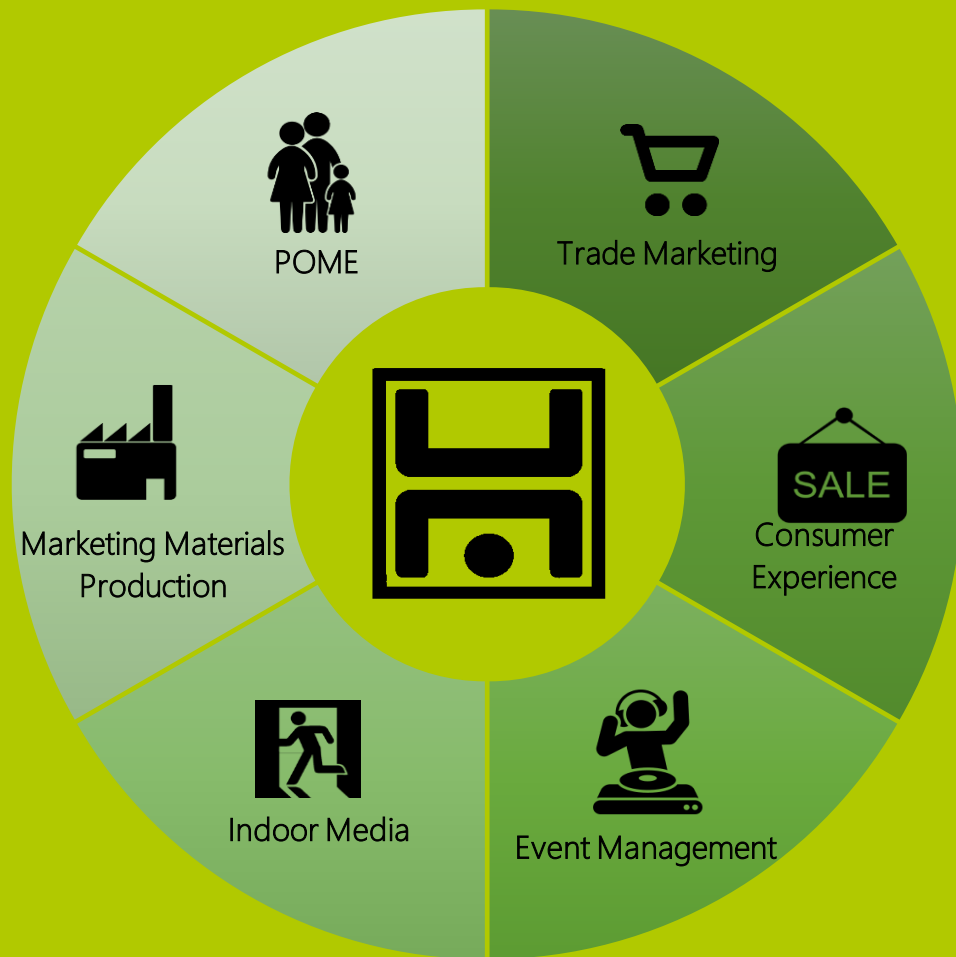 POME
Trade Marketing
SALE
Consumer
Experience
Marketing Materials
Production
Indoor Media
Event Management